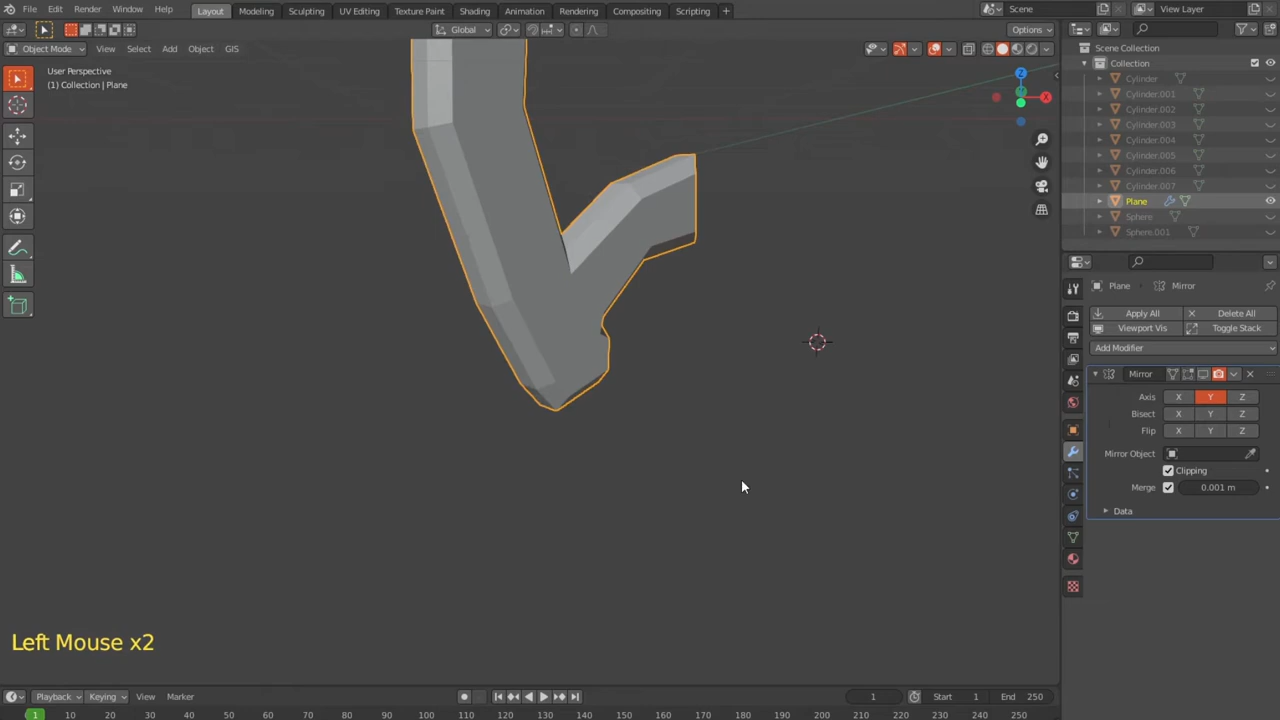 File Edit Render Window Help Layout Modeling Sculpting UV Editing Texture Paint Shading Animation Rendering Compositing Scripting + Scene View Layer
Global Options
Object Mode View Select Add Object GIS
User Perspective
(1) Collection | Plane
Z
X
Scene Collection
Collection
Cylinder
Cylinder.001
Cylinder.002
Cylinder.003
Cylinder.004
Cylinder.005
Cylinder.006
Cylinder.007
Plane
Sphere
Sphere.001
Plane Mirror
Apply All Delete All
Viewport Vis Toggle Stack
Add Modifier
Mirror
Axis X Y Z
Bisect X Y Z
Flip X Y Z
Mirror Object
Clipping
Merge 0.001 m
Data
Left Mouse x2
Playback Keying View Marker 1 Start 1 End 250
1 10 20 30 40 50 60 70 80 90 100 110 120 130 140 150 160 170 180 190 200 210 220 230 240 250